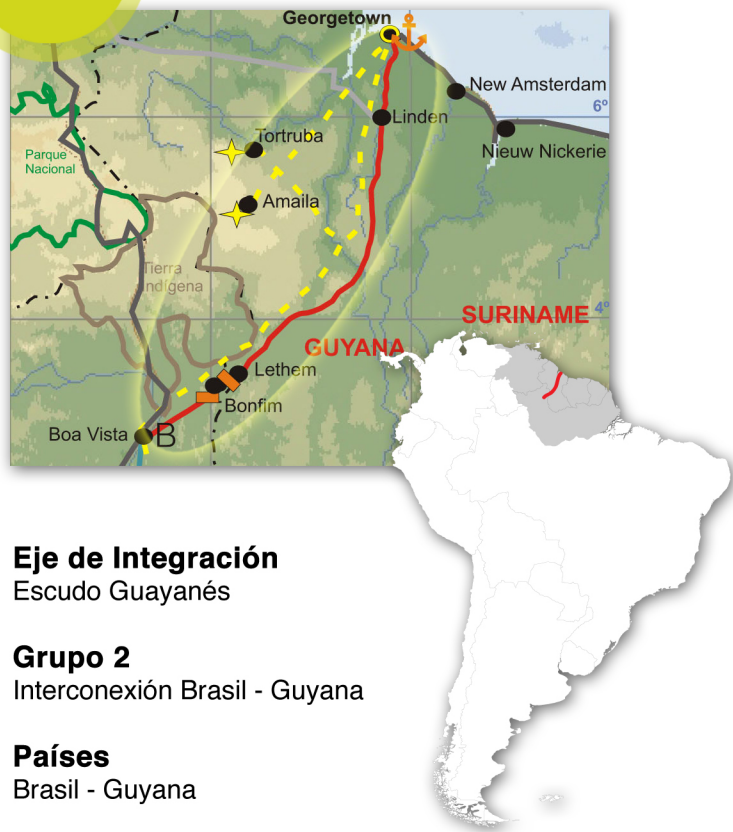 Georgetown
New Amsterdam
6º
Linden
Tortruba
Nieuw Nickerie
Parque
Nacional
Amaila
Tierra
Indígena
4º
SURINAME
GUYANA
Lethem
Bonfim
Boa Vista
B
Eje de Integración
Escudo Guayanés
Grupo 2
Interconexión Brasil - Guyana
Países
Brasil - Guyana